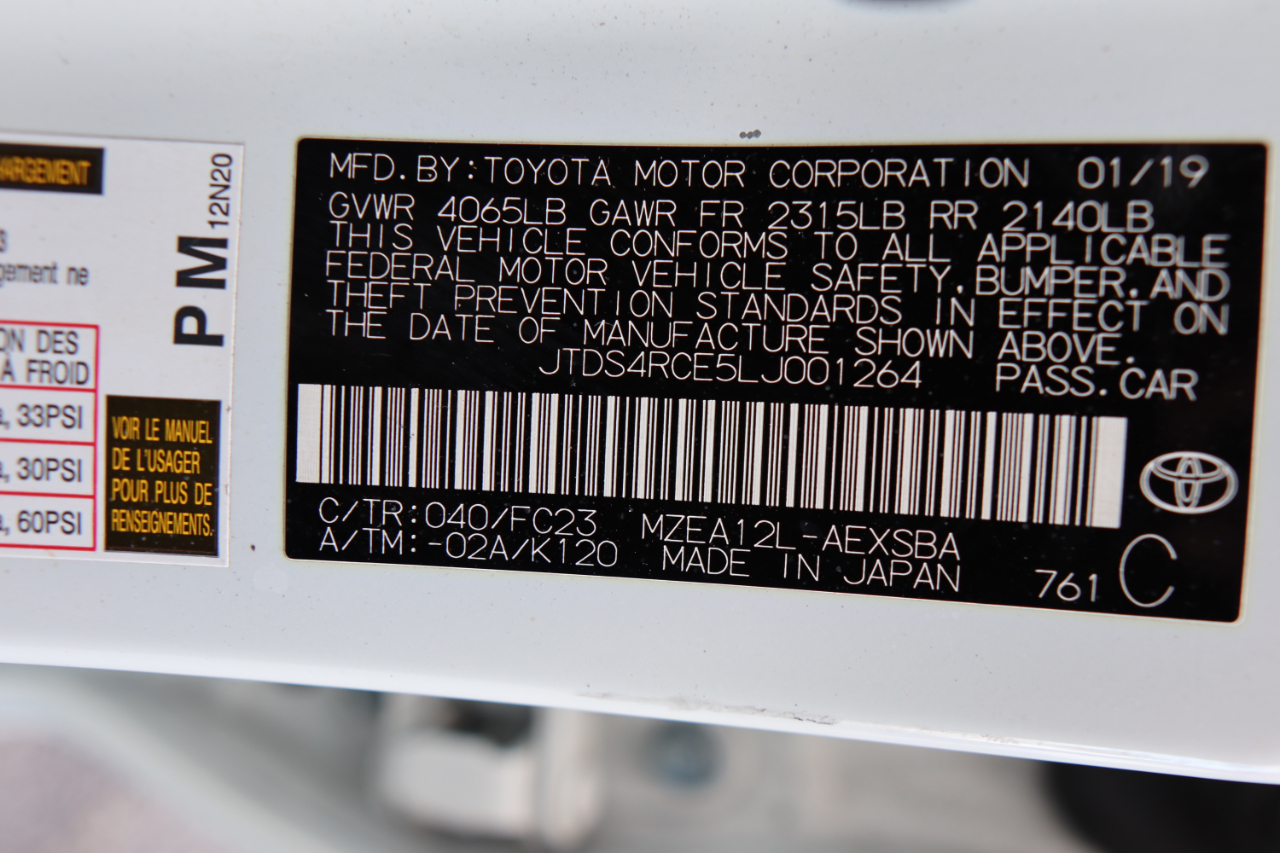 ARGEMENT
gement ne
ON DES
À FROID
, 33PSI
, 30PSI
, 60PSI
PM
12N20
VOIR LE MANUEL
DE L'USAGER
POUR PLUS DE
RENSEIGNEMENTS.
MFD.BY:TOYOTA MOTOR CORPORATION 01/19
GVWR 4065LB GAWR FR 2315LB RR 2140LB
THIS VEHICLE CONFORMS TO ALL APPLICABLE
FEDERAL MOTOR VEHICLE SAFETY,BUMPER,AND
THEFT PREVENTION STANDARDS IN EFFECT ON
THE DATE OF MANUFACTURE SHOWN ABOVE.
JTDS4RCE5LJ001264 PASS.CAR
C/TR:040/FC23 MZEA12L-AEXSBA
A/TM:-02A/K120 MADE IN JAPAN 761 C